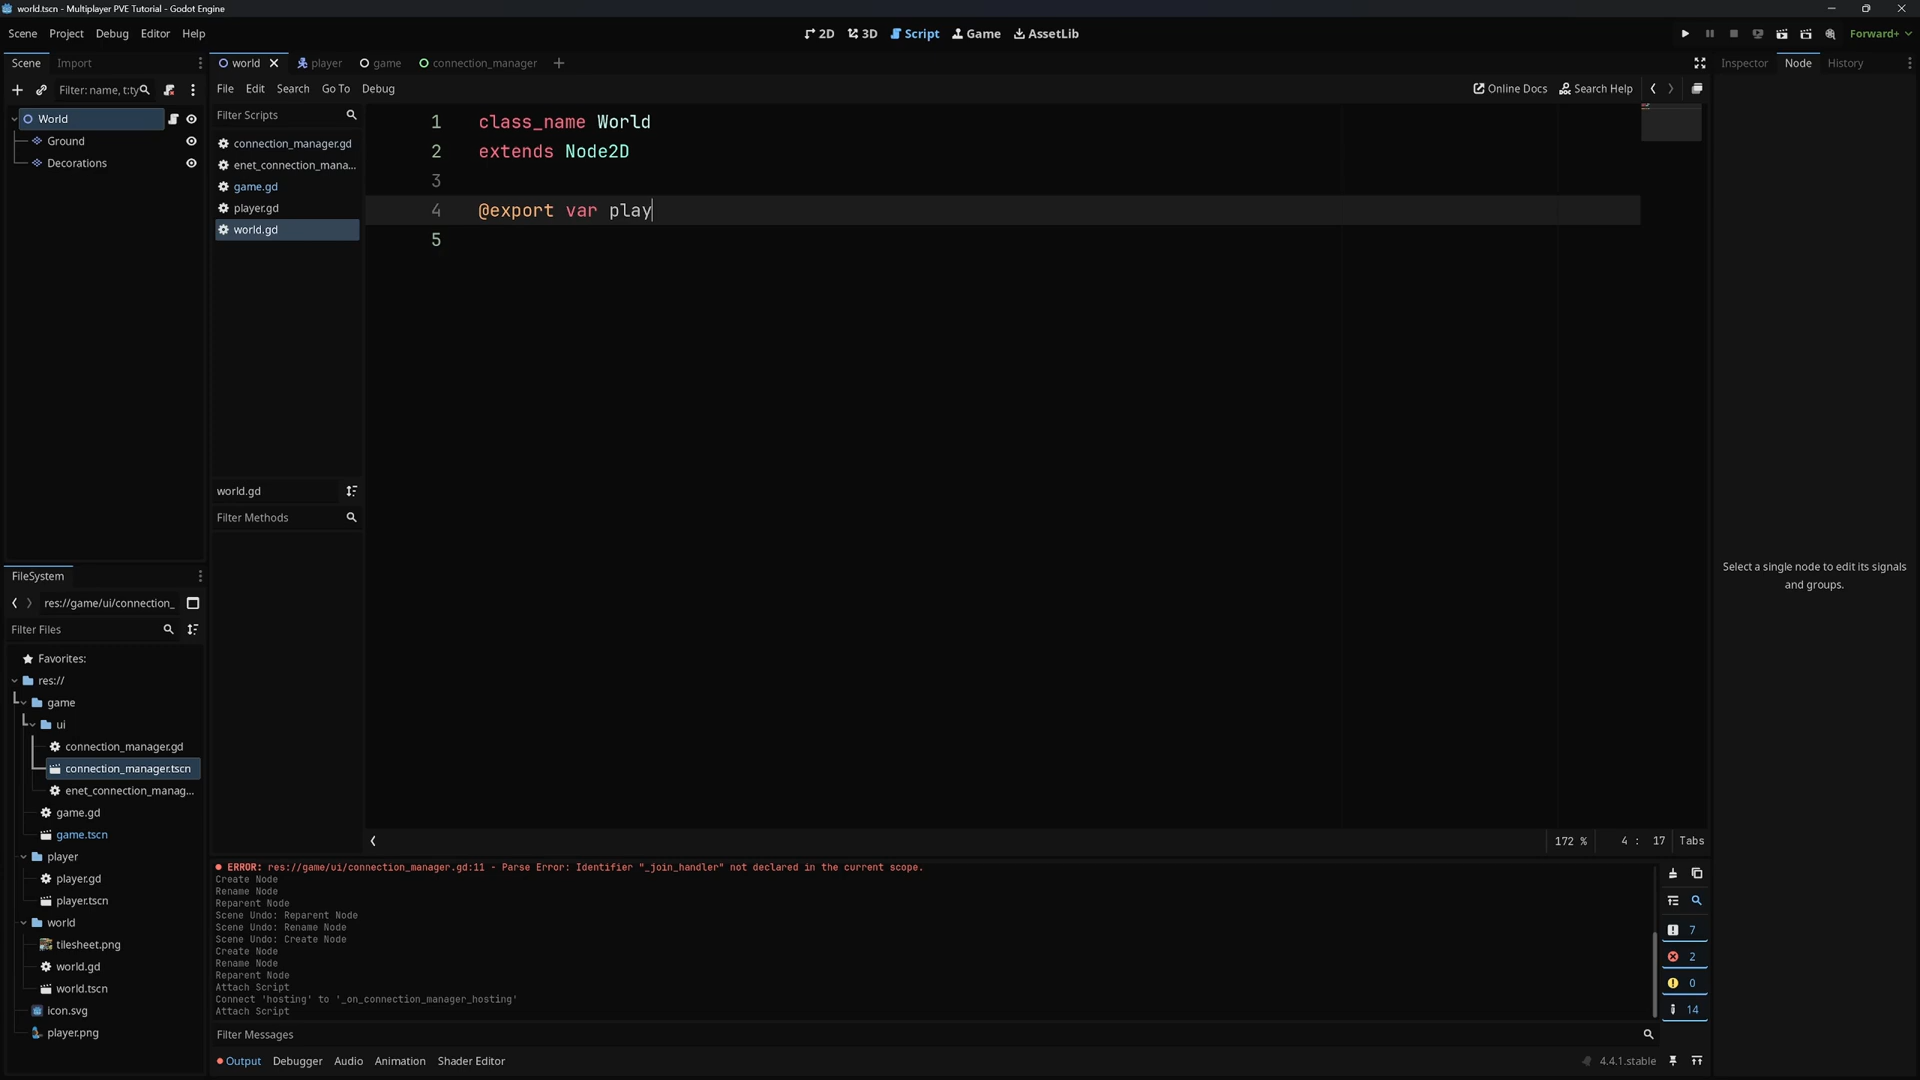 world.tscn - Multiplayer PVE Tutorial - Godot Engine
Scene Project Debug Editor Help
2D 3D Script Game AssetLib
Forward+
Scene Import
world player game connection_manager
Inspector Node History
Filter: name, t:ty
File Edit Search Go To Debug
Online Docs Search Help
World
Ground
Decorations
Filter Scripts
connection_manager.gd
enet_connection_mana...
game.gd
player.gd
world.gd
1 class_name World
2 extends Node2D
3
4 @export var play
5
world.gd
Filter Methods
Select a single node to edit its signals
and groups.
FileSystem
res://game/ui/connection_
Filter Files
Favorites:
res://
game
ui
connection_manager.gd
connection_manager.tscn
enet_connection_manag...
game.gd
game.tscn
player
player.gd
player.tscn
world
tilesheet.png
world.gd
world.tscn
icon.svg
player.png
172 % 4 : 17 Tabs
ERROR: res://game/ui/connection_manager.gd:11 - Parse Error: Identifier "_join_handler" not declared in the current scope.
Create Node
Rename Node
Reparent Node
Scene Undo: Reparent Node
Scene Undo: Rename Node
Scene Undo: Create Node
Create Node
Rename Node
Reparent Node
Attach Script
Connect 'hosting' to '_on_connection_manager_hosting'
Attach Script
7
2
0
14
Filter Messages
Output Debugger Audio Animation Shader Editor
4.4.1.stable